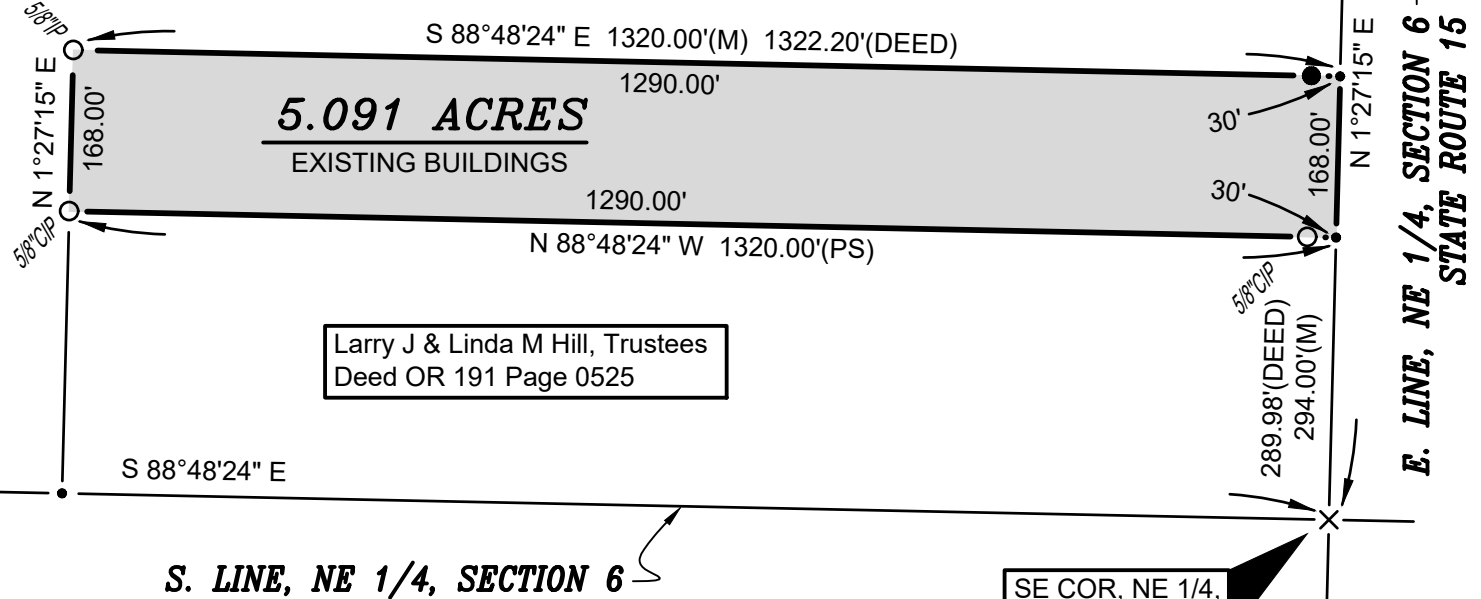 5/8"IP
S 88°48'24" E 1320.00'(M) 1322.20'(DEED)
1290.00'
N 1°27'15" E
168.00'
5.091 ACRES
EXISTING BUILDINGS
30'
168.00'
N 1°27'15" E
E. LINE, NE 1/4, SECTION 6
STATE ROUTE 15
1290.00'
30'
5/8"CIP
N 88°48'24" W 1320.00'(PS)
5/8"CIP
289.98'(DEED)
294.00'(M)
Larry J & Linda M Hill, Trustees
Deed OR 191 Page 0525
S 88°48'24" E
S. LINE, NE 1/4, SECTION 6
SE COR, NE 1/4,